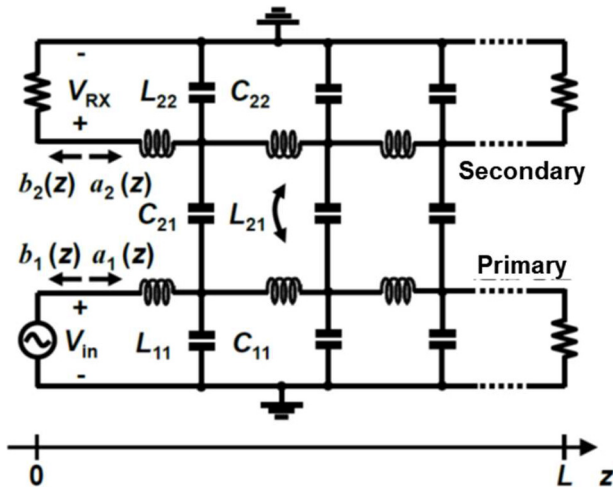 -
V_RX L_22 C_22
+
b_2(z) a_2(z) Secondary
C_21 L_21
b_1(z) a_1(z) Primary
+
V_in L_11 C_11
-
0 L z